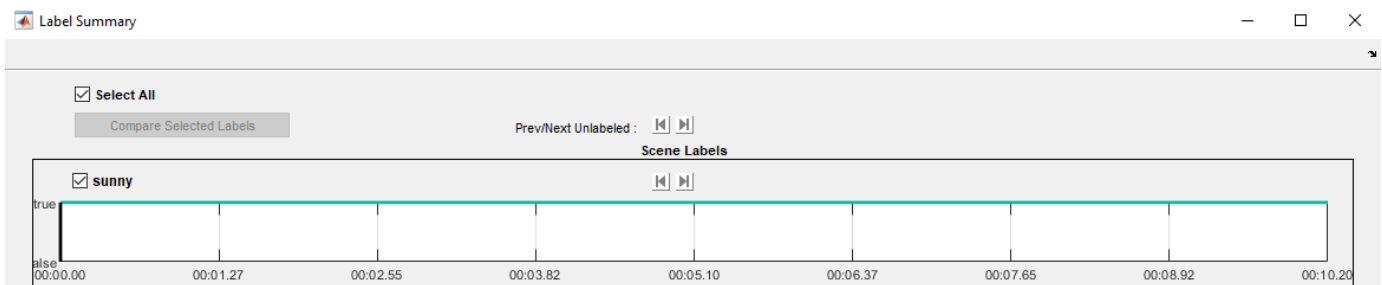 Label Summary
Select All
Compare Selected Labels
Prev/Next Unlabeled :
Scene Labels
sunny
true
alse
00:00.00 00:01.27 00:02.55 00:03.82 00:05.10 00:06.37 00:07.65 00:08.92 00:10.20